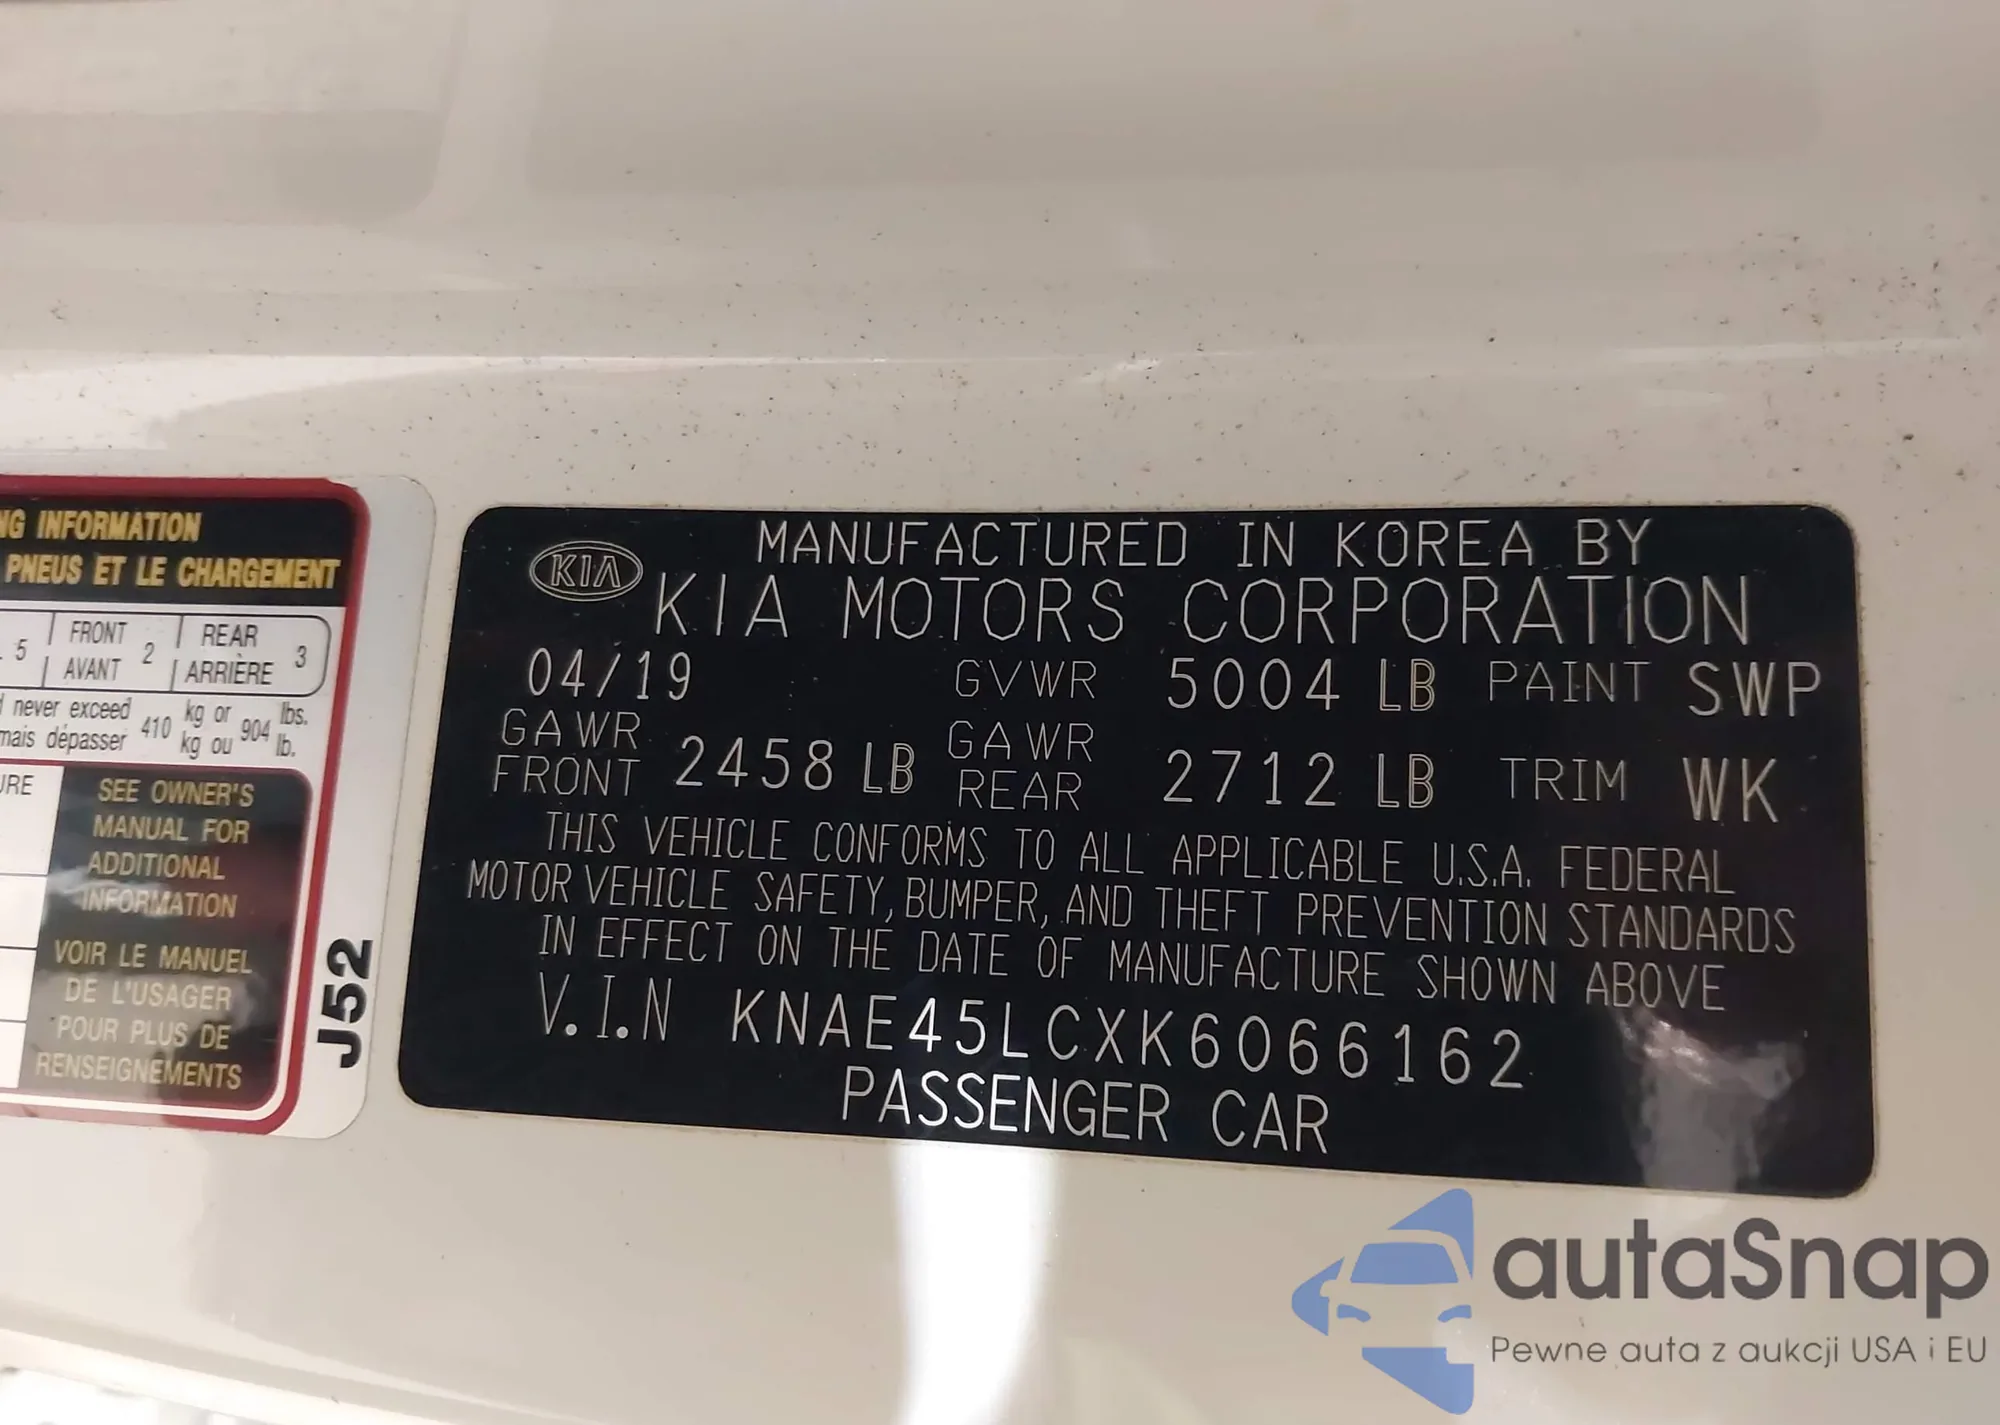 NG INFORMATION
PNEUS ET LE CHARGEMENT
5 FRONT AVANT 2 REAR ARRIÈRE 3
never exceed 410 kg or 904 lbs.
mais dépasser kg ou lb.
SEE OWNER'S
MANUAL FOR
ADDITIONAL
INFORMATION
VOIR LE MANUEL
DE L'USAGER
POUR PLUS DE
RENSEIGNEMENTS
J52
KIA
MANUFACTURED IN KOREA BY
KIA MOTORS CORPORATION
04/19 GVWR 5004 LB PAINT SWP
GAWR FRONT 2458 LB GAWR REAR 2712 LB TRIM WK
THIS VEHICLE CONFORMS TO ALL APPLICABLE U.S.A. FEDERAL
MOTOR VEHICLE SAFETY, BUMPER, AND THEFT PREVENTION STANDARDS
IN EFFECT ON THE DATE OF MANUFACTURE SHOWN ABOVE
V.I.N KNAE45LCXK6066162
PASSENGER CAR
autaSnap
Pewne auta z aukcji USA i EU